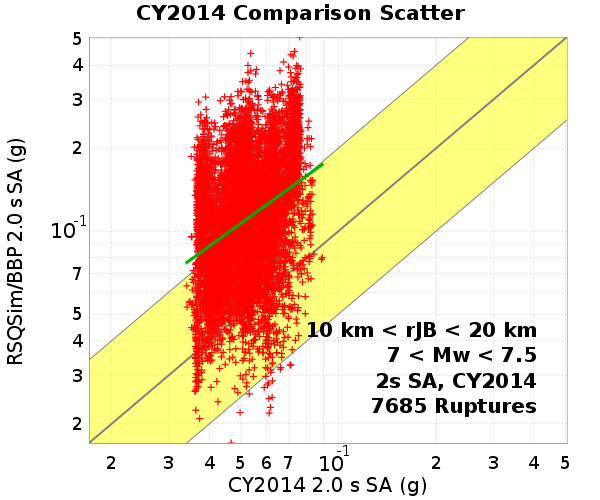 CY2014 Comparison Scatter
RSQSim/BBP 2.0 s SA (g)
5
4
3
2
10^-1
7
5
4
3
2
10 km < rJB < 20 km
7 < Mw < 7.5
2s SA, CY2014
7685 Ruptures
2 3 4 5 6 7 10^-1 2 3 4 5
CY2014 2.0 s SA (g)